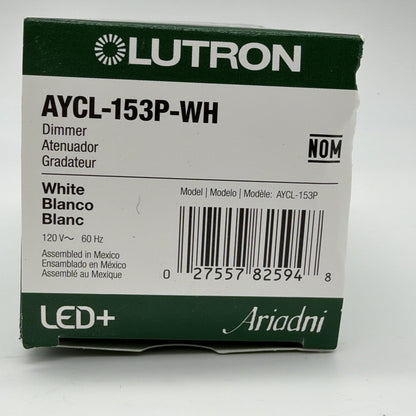 LUTRON
AYCL-153P-WH
Dimmer
Atenuador
Gradateur
NOM
White
Blanco
Blanc
Model | Modelo | Modèle: AYCL-153P
120 V～ 60 Hz
Assembled in Mexico
Ensamblado en México
Assemblé au Mexique
0 27557 82594 8
LED+
Ariadni